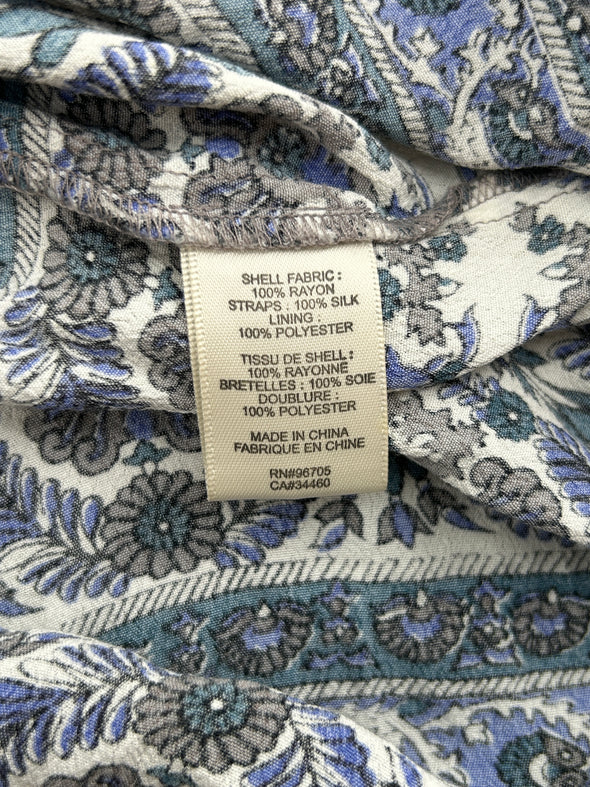 SHELL FABRIC :
100% RAYON
STRAPS : 100% SILK
LINING :
100% POLYESTER
TISSU DE SHELL :
100% RAYONNE
BRETELLES : 100% SOIE
DOUBLURE :
100% POLYESTER
MADE IN CHINA
FABRIQUE EN CHINE
RN#96705
CA#34460